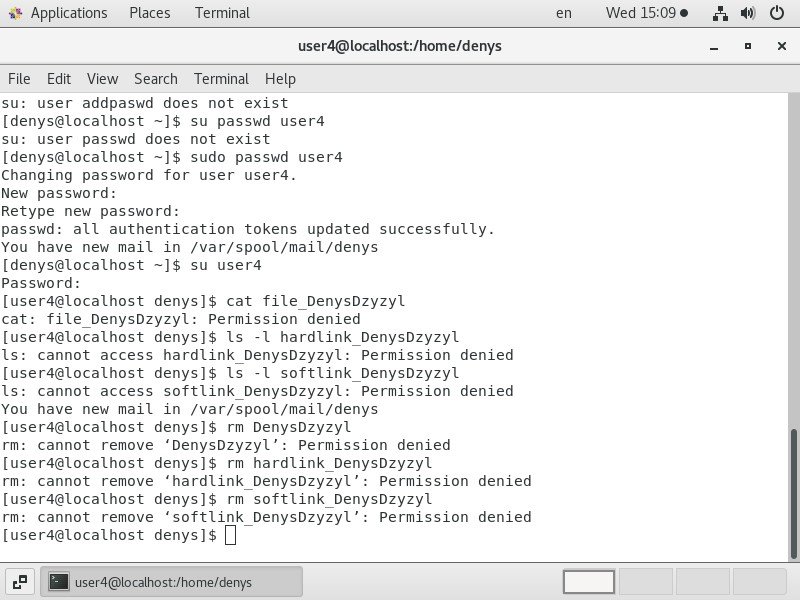 Applications Places Terminal en Wed 15:09
user4@localhost:/home/denys
File Edit View Search Terminal Help
su: user addpaswd does not exist
[denys@localhost ~]$ su passwd user4
su: user passwd does not exist
[denys@localhost ~]$ sudo passwd user4
Changing password for user user4.
New password:
Retype new password:
passwd: all authentication tokens updated successfully.
You have new mail in /var/spool/mail/denys
[denys@localhost ~]$ su user4
Password:
[user4@localhost denys]$ cat file_DenysDzyzyl
cat: file_DenysDzyzyl: Permission denied
[user4@localhost denys]$ ls -l hardlink_DenysDzyzyl
ls: cannot access hardlink_DenysDzyzyl: Permission denied
[user4@localhost denys]$ ls -l softlink_DenysDzyzyl
ls: cannot access softlink_DenysDzyzyl: Permission denied
You have new mail in /var/spool/mail/denys
[user4@localhost denys]$ rm DenysDzyzyl
rm: cannot remove ‘DenysDzyzyl’: Permission denied
[user4@localhost denys]$ rm hardlink_DenysDzyzyl
rm: cannot remove ‘hardlink_DenysDzyzyl’: Permission denied
[user4@localhost denys]$ rm softlink_DenysDzyzyl
rm: cannot remove ‘softlink_DenysDzyzyl’: Permission denied
[user4@localhost denys]$
user4@localhost:/home/denys